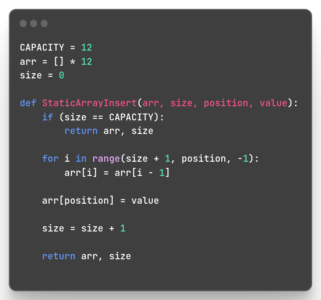 CAPACITY = 12
arr = [] * 12
size = 0
def StaticArrayInsert(arr, size, position, value):
    if (size == CAPACITY):
        return arr, size
    for i in range(size + 1, position, -1):
        arr[i] = arr[i - 1]
    arr[position] = value
    size = size + 1
    return arr, size